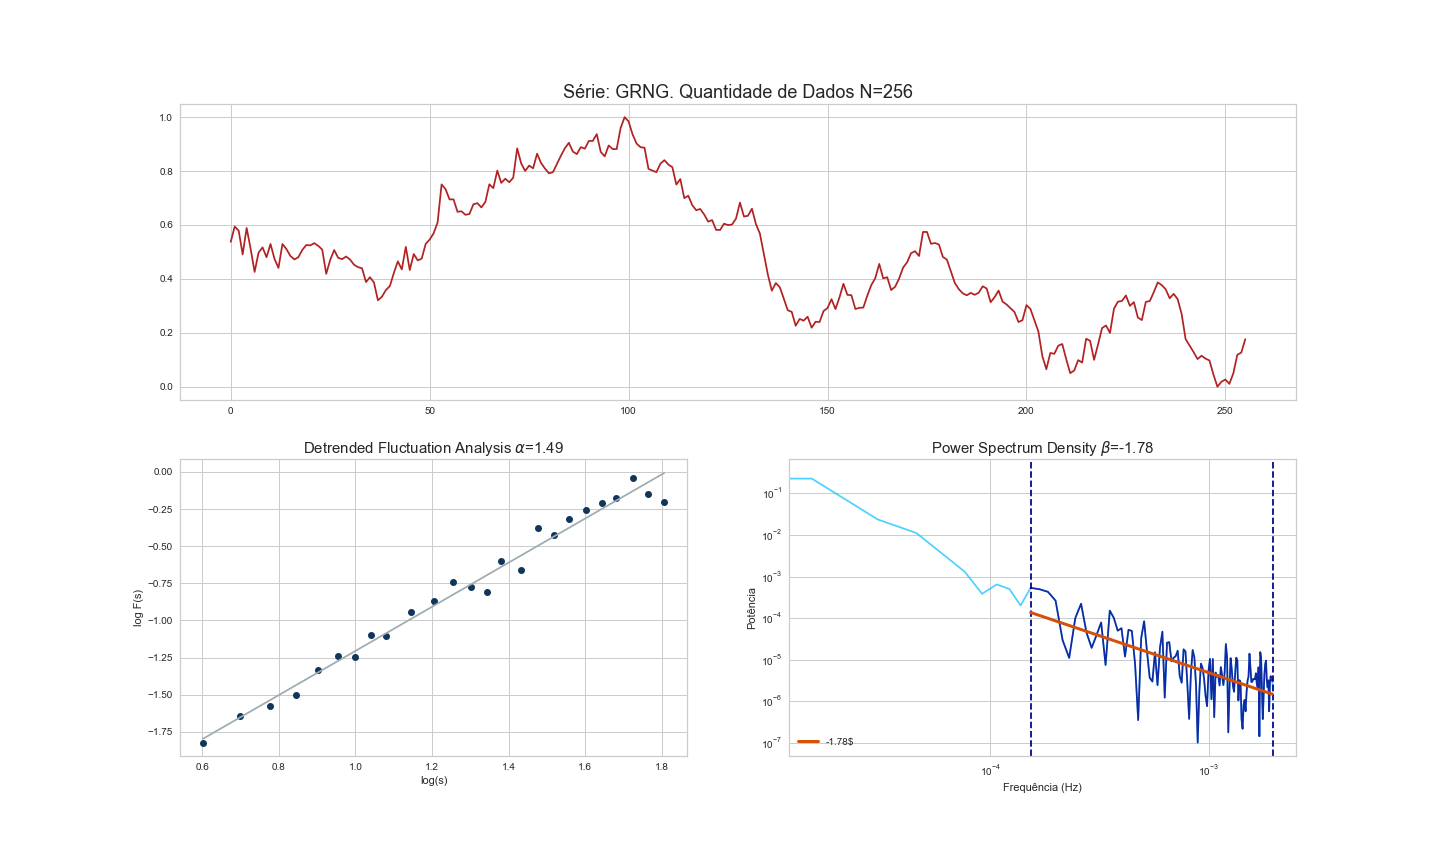 Série: GRNG. Quantidade de Dados N=256
1.0
0.8
0.6
0.4
0.2
0.0
0 50 100 150 200 250
Detrended Fluctuation Analysis α=1.49
0.00
−0.25
−0.50
−0.75
−1.00
−1.25
−1.50
−1.75
log F(s)
0.6 0.8 1.0 1.2 1.4 1.6 1.8
log(s)
Power Spectrum Density β=-1.78
10⁻¹
10⁻²
10⁻³
10⁻⁴
10⁻⁵
10⁻⁶
10⁻⁷
Potência
-1.78$
10⁻⁴ 10⁻³
Frequência (Hz)